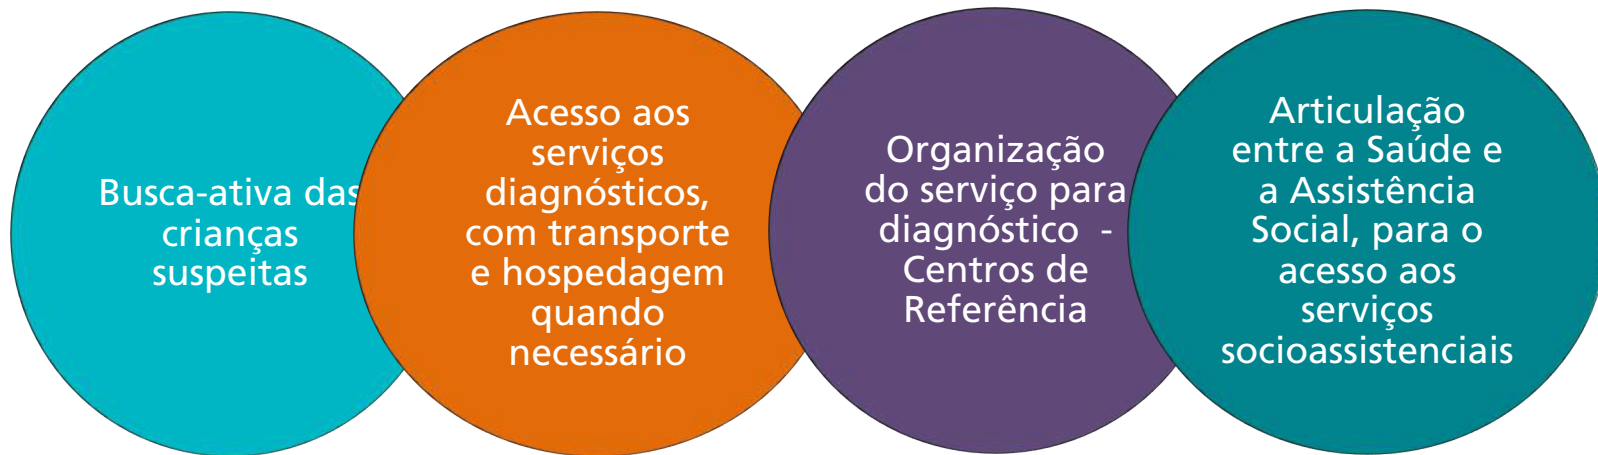 Busca-ativa das
crianças
suspeitas
Acesso aos
serviços
diagnósticos,
com transporte
e hospedagem
quando
necessário
Organização
do serviço para
diagnóstico -
Centros de
Referência
Articulação
entre a Saúde e
a Assistência
Social, para o
acesso aos
serviços
socioassistenciais